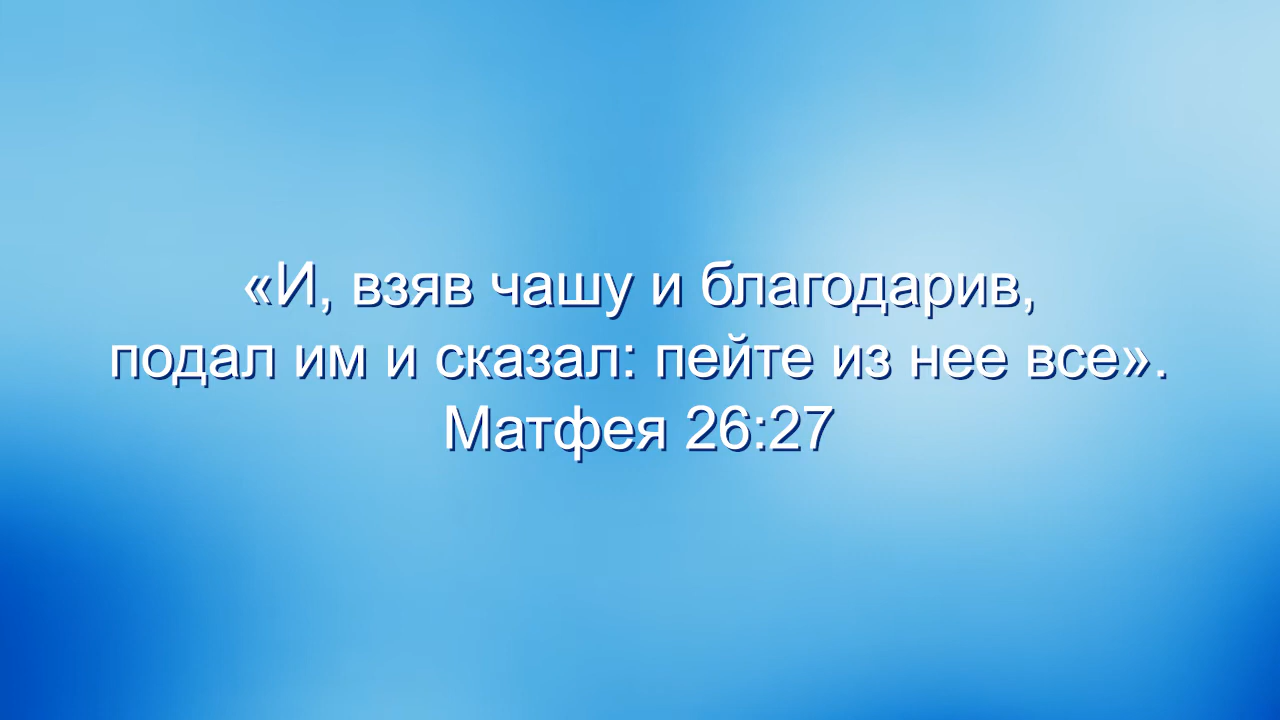 «И, взяв чашу и благодарив,
подал им и сказал: пейте из нее все».
Матфея 26:27